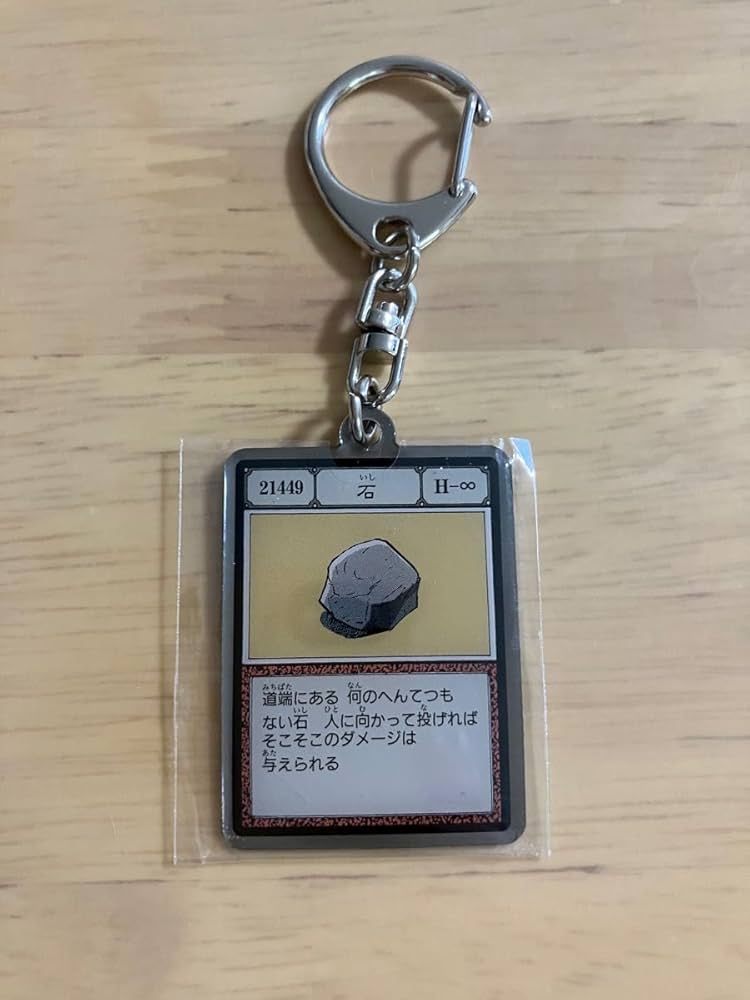 21449 石 H-∞
道端にある 何のへんてつも
ない石 人に向かって投げれば
そこそこのダメージは
与えられる